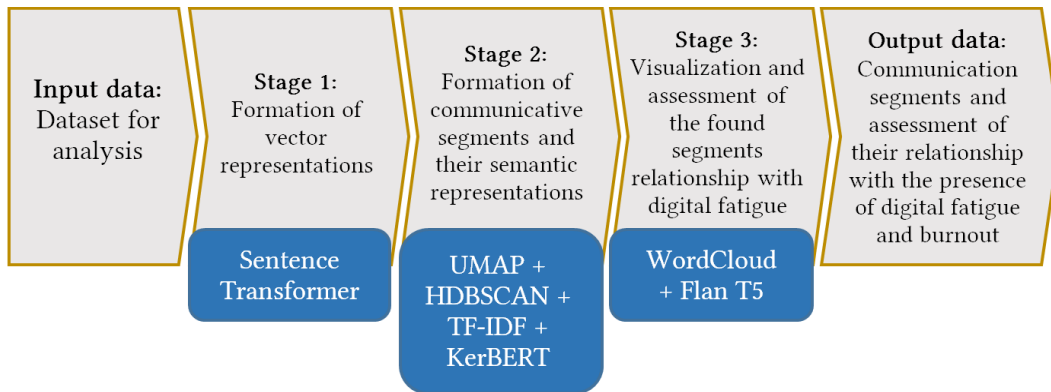 Input data:
Dataset for
analysis
Stage 1:
Formation of
vector
representations
Sentence
Transformer
Stage 2:
Formation of
communicative
segments and
their semantic
representations
UMAP +
HDBSCAN +
TF-IDF +
KerBERT
Stage 3:
Visualization and
assessment of
the found
segments
relationship with
digital fatigue
WordCloud
+ Flan T5
Output data:
Communication
segments and
assessment of
their relationship
with the presence
of digital fatigue
and burnout